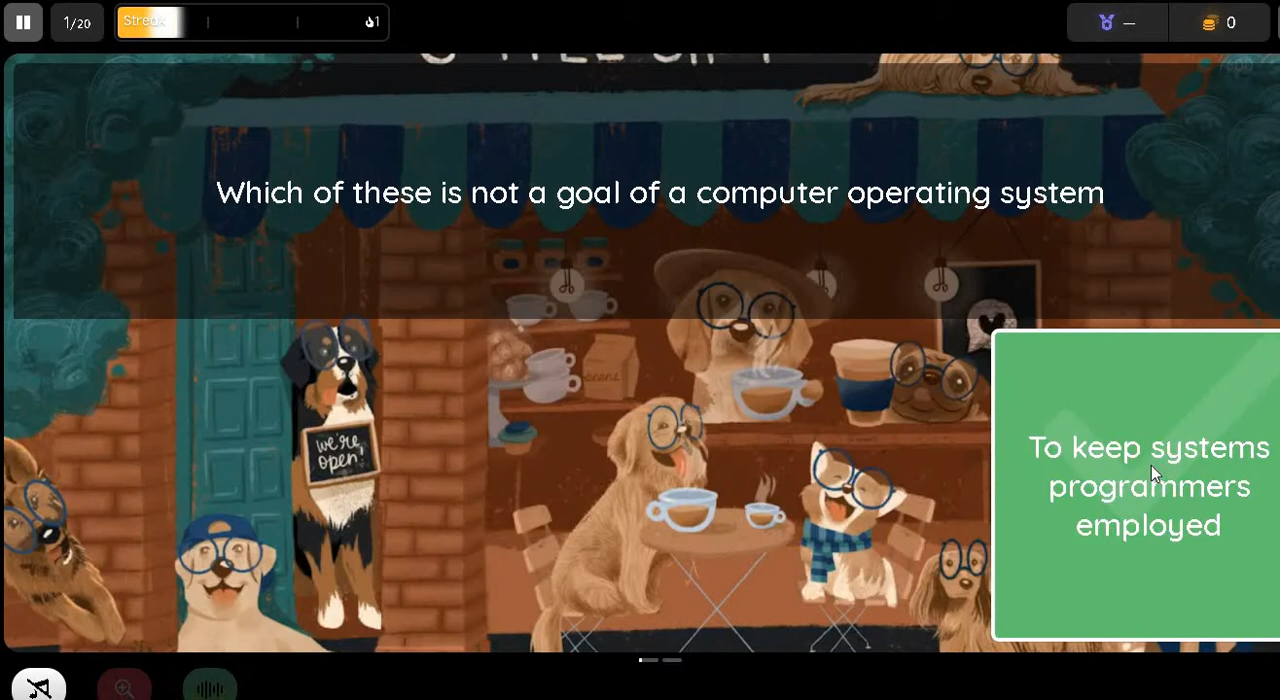 1/20
Streak
1
—
0
Which of these is not a goal of a computer operating system
beans
we're
open!
To keep systems
programmers
employed